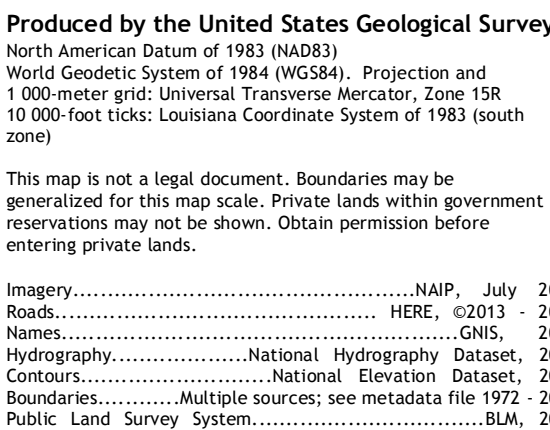 Produced by the United States Geological Survey
North American Datum of 1983 (NAD83)
World Geodetic System of 1984 (WGS84). Projection and
1 000-meter grid: Universal Transverse Mercator, Zone 15R
10 000-foot ticks: Louisiana Coordinate System of 1983 (south
zone)
This map is not a legal document. Boundaries may be
generalized for this map scale. Private lands within government
reservations may not be shown. Obtain permission before
entering private lands.
Imagery..................................................NAIP, July
Roads.............................................. HERE, ©2013 -
Names.........................................................GNIS,
Hydrography....................National Hydrography Dataset,
Contours............................National Elevation Dataset,
Boundaries............Multiple sources; see metadata file 1972 -
Public Land Survey System..................................BLM,